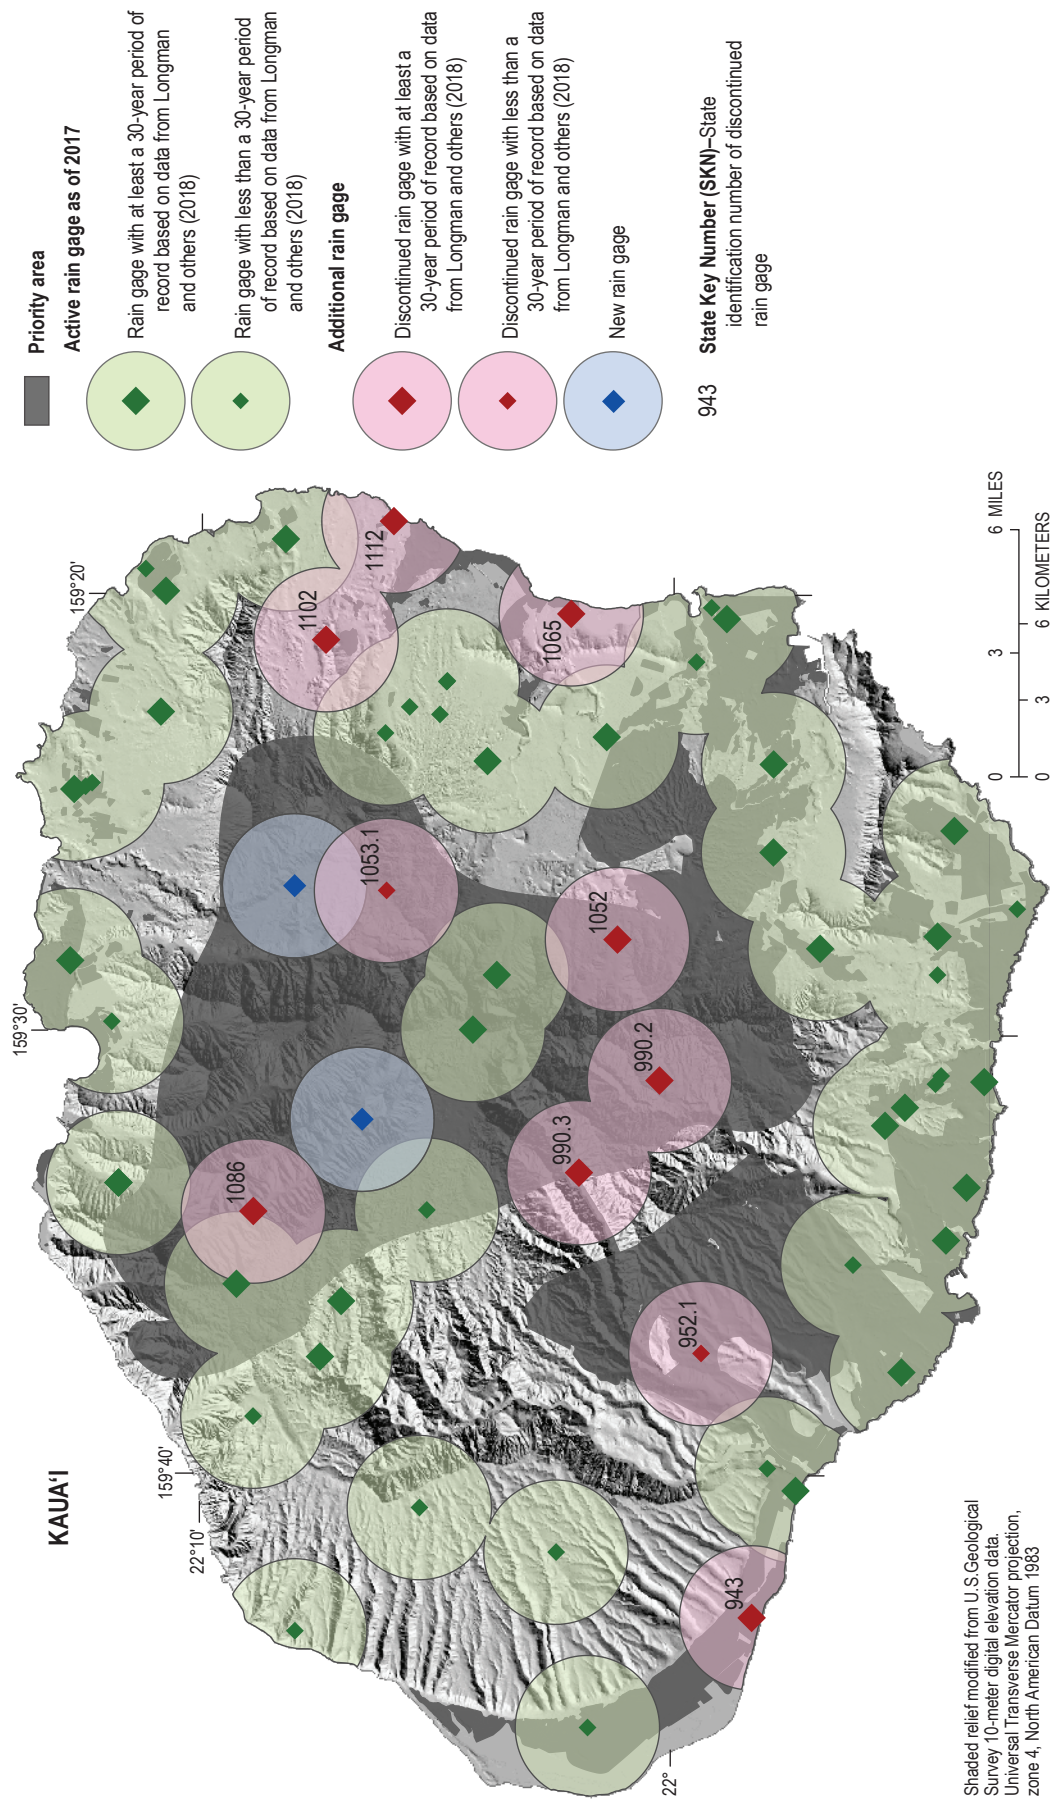 KAUAʻI
159°40'
159°30'
159°20'
22°10'
22°
1112
1102
1065
1053.1
1052
1086
990.2
990.3
952.1
943
0
3
6 MILES
0
3
6 KILOMETERS
Shaded relief modified from U.S.Geological
Survey 10-meter digital elevation data.
Universal Transverse Mercator projection,
zone 4, North American Datum 1983
Priority area
Active rain gage as of 2017
Rain gage with at least a 30-year period of
record based on data from Longman
and others (2018)
Rain gage with less than a 30-year period
of record based on data from Longman
and others (2018)
Additional rain gage
Discontinued rain gage with at least a
30-year period of record based on data
from Longman and others (2018)
Discontinued rain gage with less than a
30-year period of record based on data
from Longman and others (2018)
New rain gage
943
State Key Number (SKN)–State
identification number of discontinued
rain gage